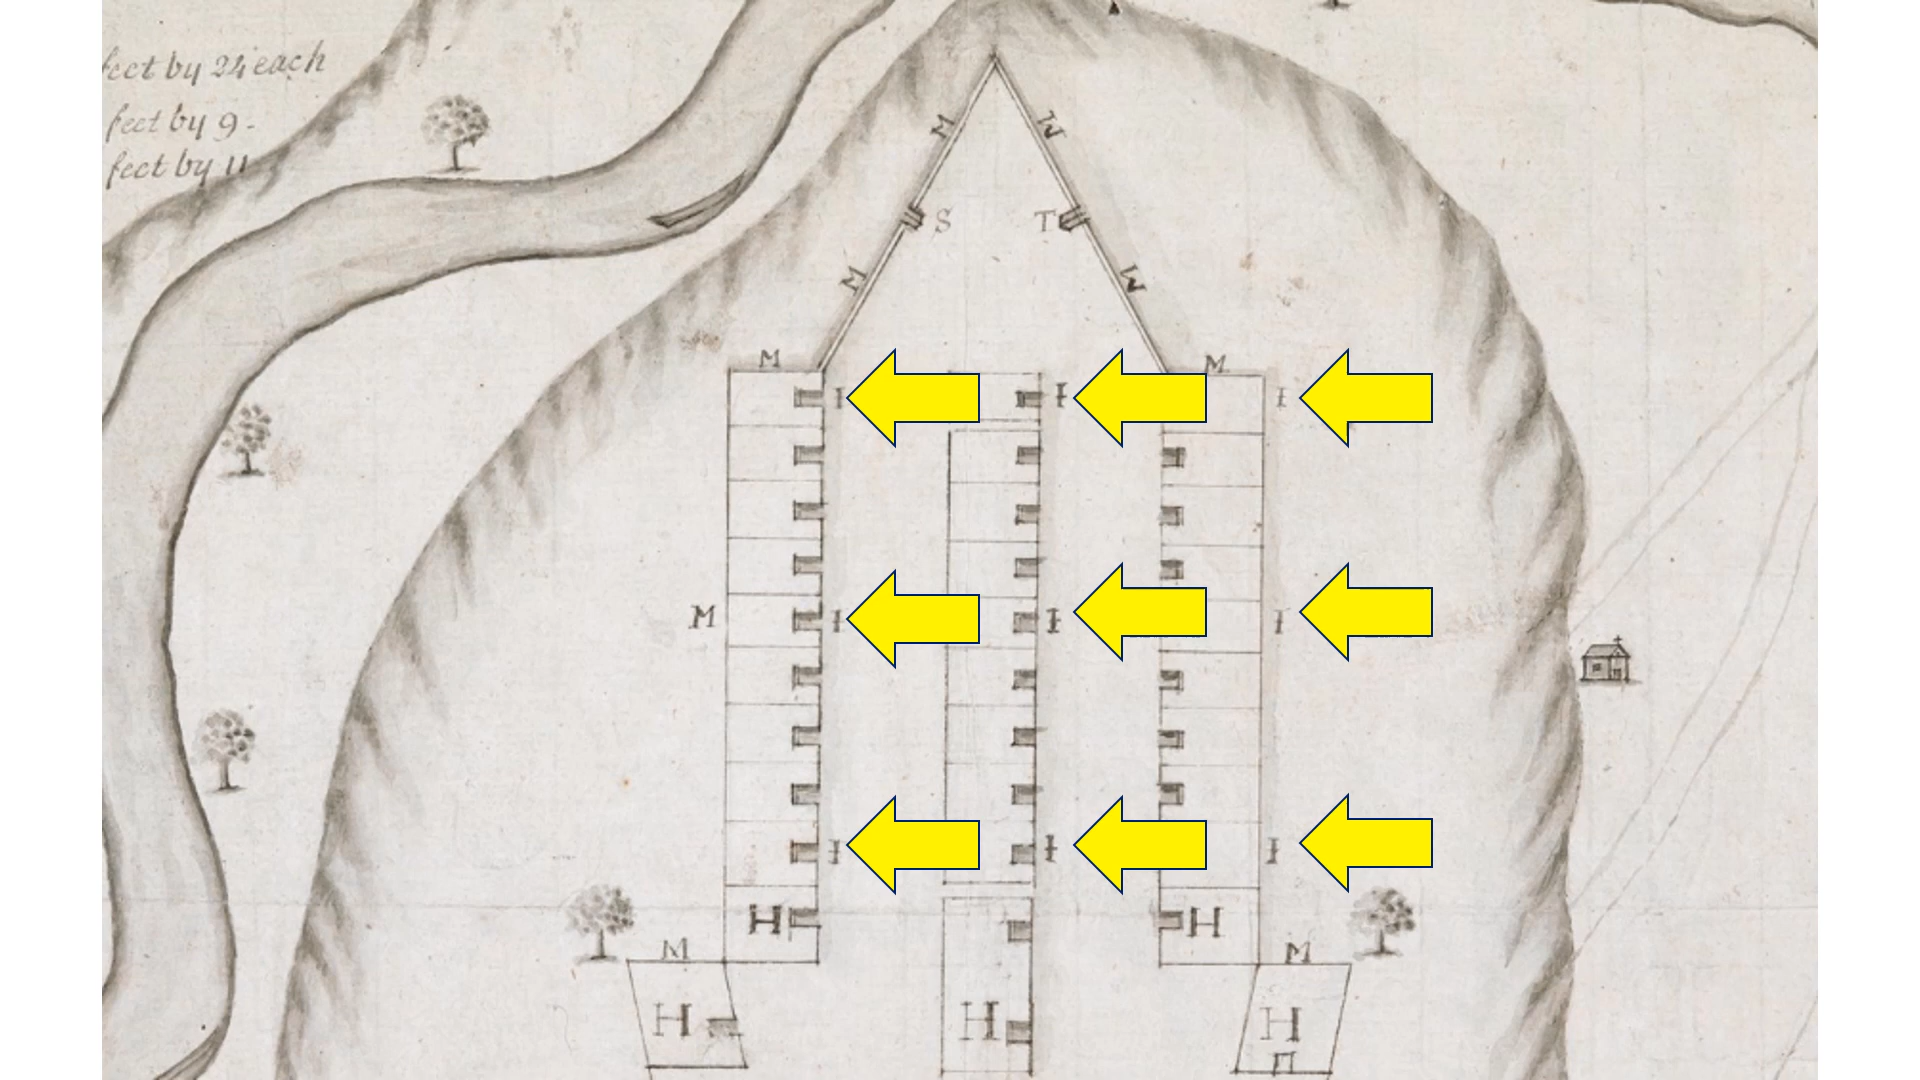 feet by 24 each
feet by 9 -
feet by 11
M M
S T
M M
M M
I I I
M I I I
I I I
H H
M M
H H H